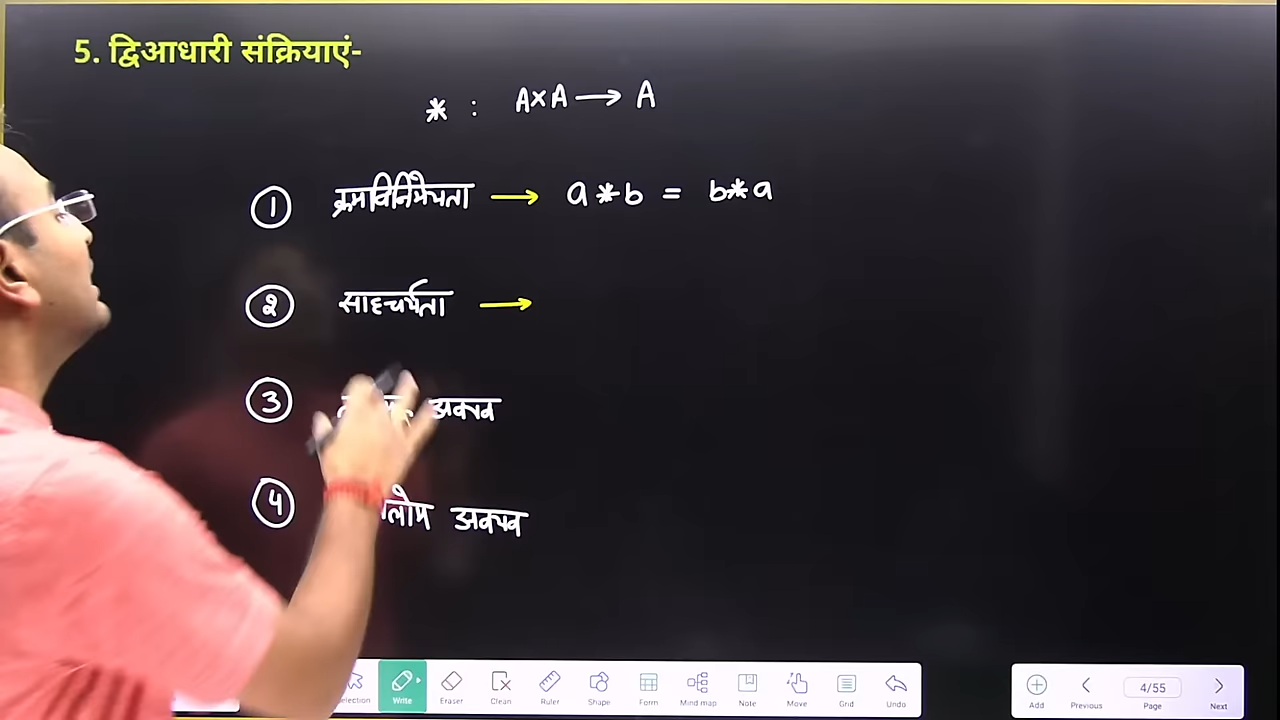 5. द्विआधारी संक्रियाएं-
* : A×A → A
① क्रमविनिमेयता → a * b = b * a
② साहचर्यता →
③ अवयव
④ अवयव
Write Eraser Clean Ruler Shape Form Mind map Note Move Grid Undo
Add Previous 4/55 Page Next